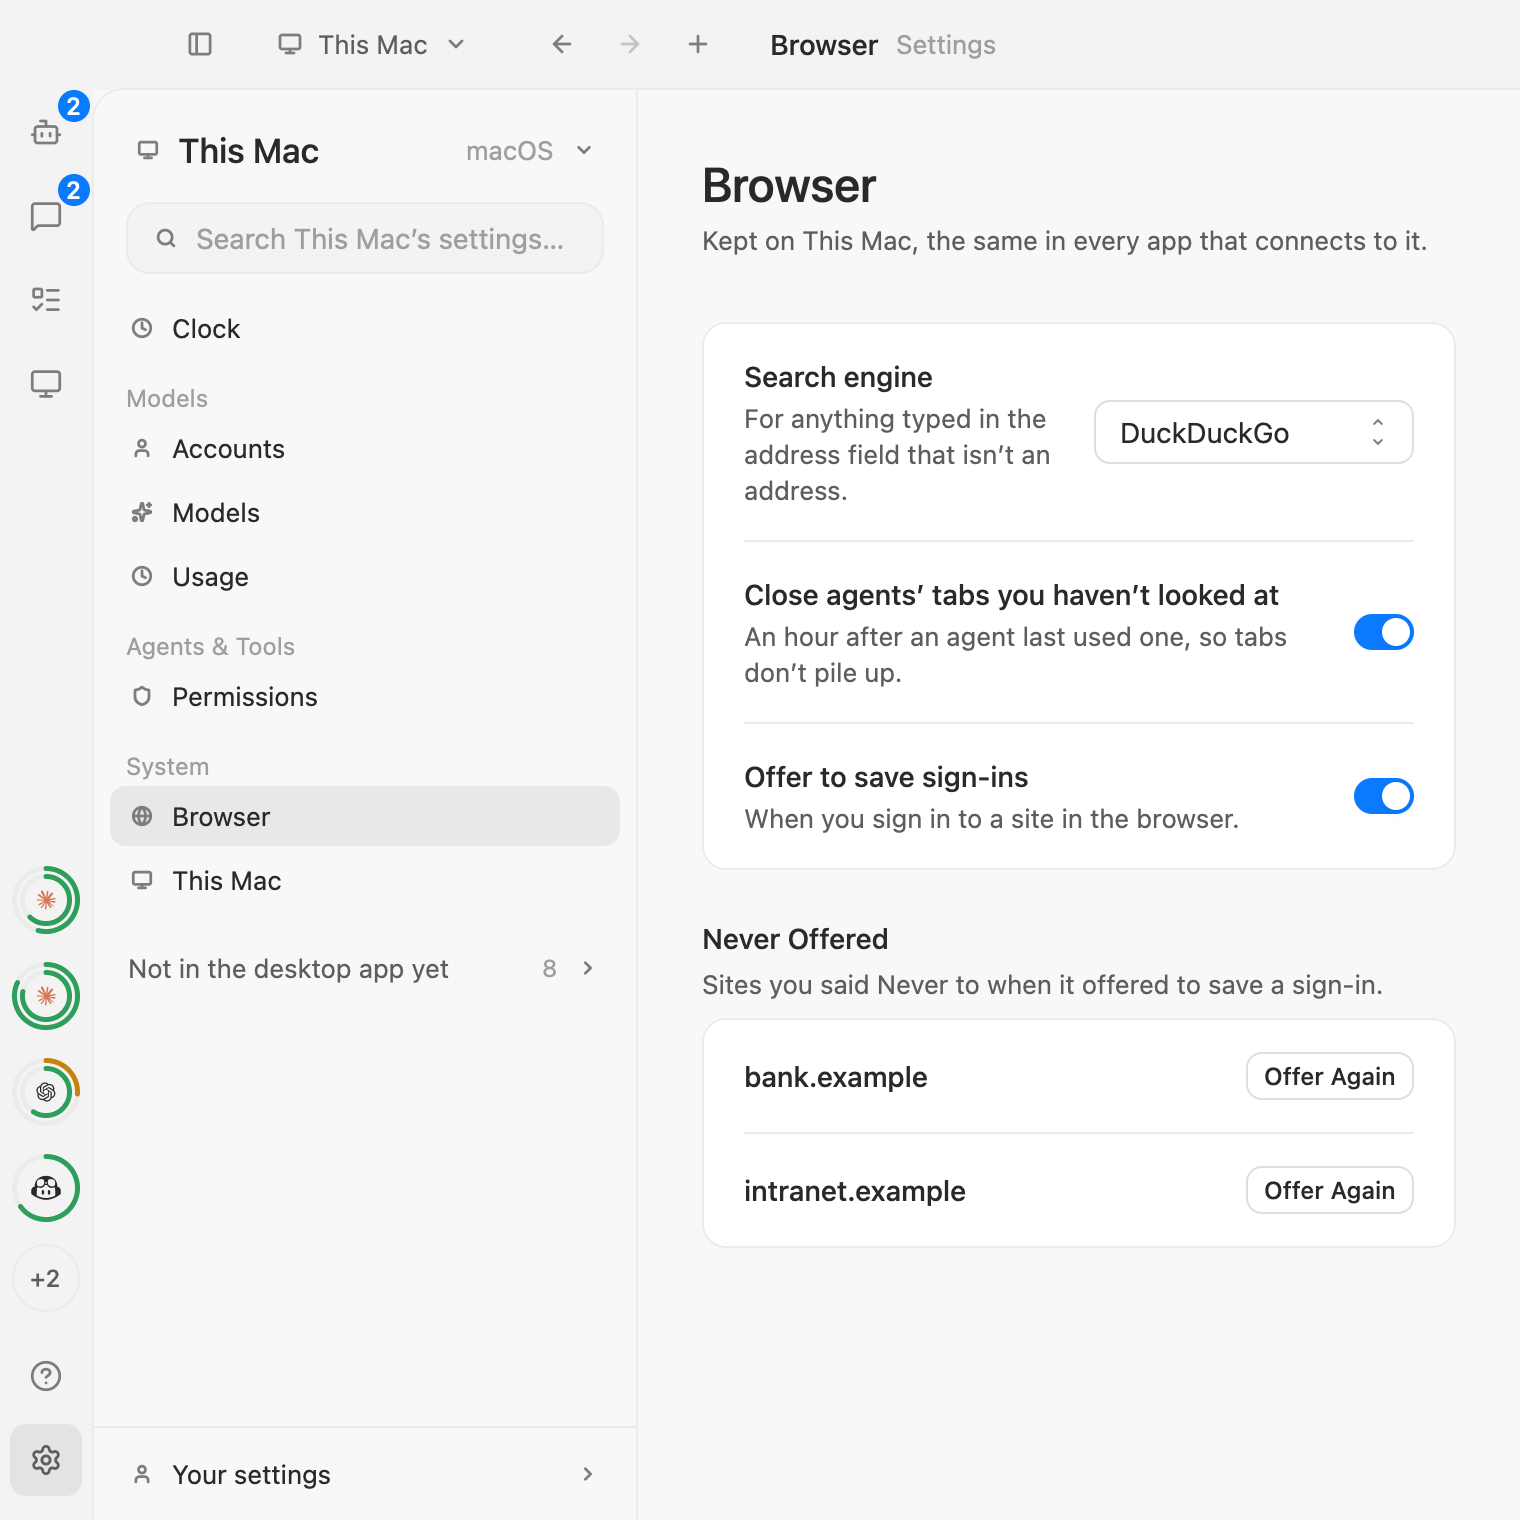 This Mac
Browser Settings
2
2
+2
This Mac
macOS
Search This Mac’s settings...
Clock
Models
Accounts
Models
Usage
Agents & Tools
Permissions
System
Browser
This Mac
Not in the desktop app yet
8
Your settings
Browser
Kept on This Mac, the same in every app that connects to it.
Search engine
For anything typed in the
address field that isn’t an
address.
DuckDuckGo
Close agents’ tabs you haven’t looked at
An hour after an agent last used one, so tabs
don’t pile up.
Offer to save sign-ins
When you sign in to a site in the browser.
Never Offered
Sites you said Never to when it offered to save a sign-in.
bank.example
Offer Again
intranet.example
Offer Again